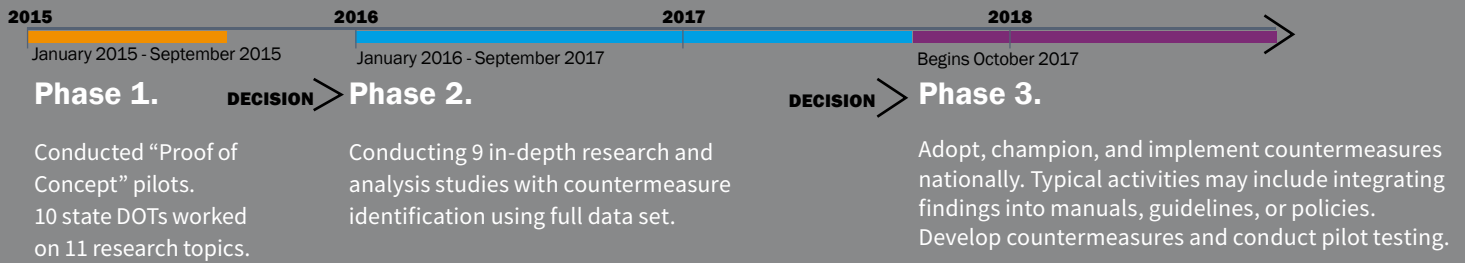 2015
2016
2017
2018
January 2015 - September 2015
January 2016 - September 2017
Begins October 2017
Phase 1.
DECISION
Phase 2.
DECISION
Phase 3.
Conducted “Proof of
Concept” pilots.
10 state DOTs worked
on 11 research topics.
Conducting 9 in-depth research and
analysis studies with countermeasure
identification using full data set.
Adopt, champion, and implement countermeasures
nationally. Typical activities may include integrating
findings into manuals, guidelines, or policies.
Develop countermeasures and conduct pilot testing.